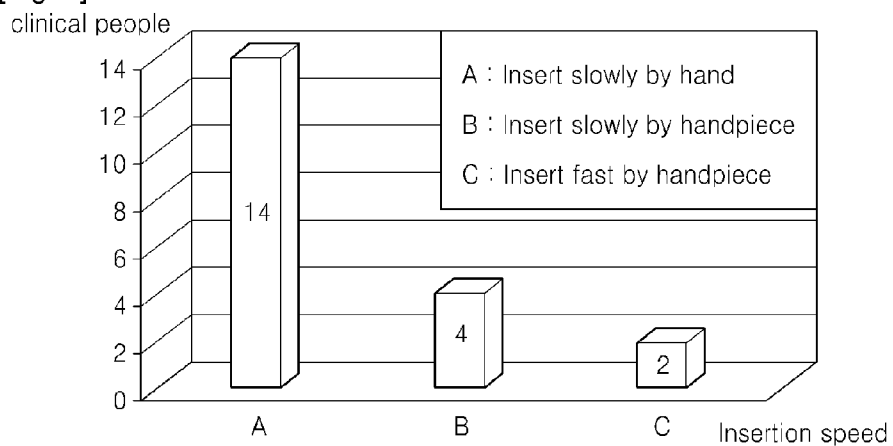 clinical people
14
12
10
8
6
4
2
0
A : Insert slowly by hand
B : Insert slowly by handpiece
C : Insert fast by handpiece
14
4
2
A B C
Insertion speed